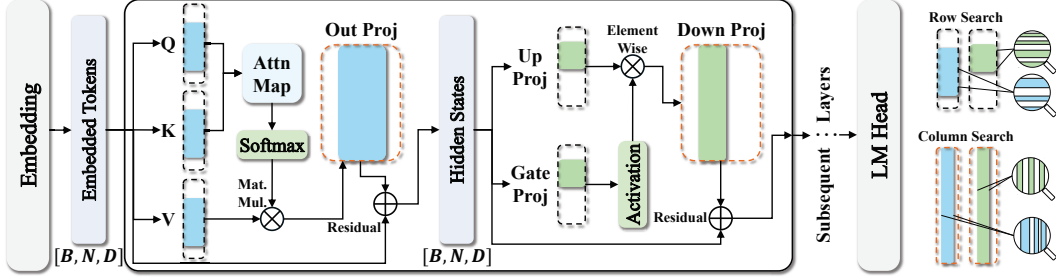 Embedding
Embedded Tokens
[B, N, D]
Q
K
V
Attn
Map
Softmax
Mat.
Mul.
Out Proj
Residual
Hidden States
[B, N, D]
Up
Proj
Gate
Proj
Element
Wise
Activation
Down Proj
Residual
Subsequent ··· Layers
LM Head
Row Search
Column Search